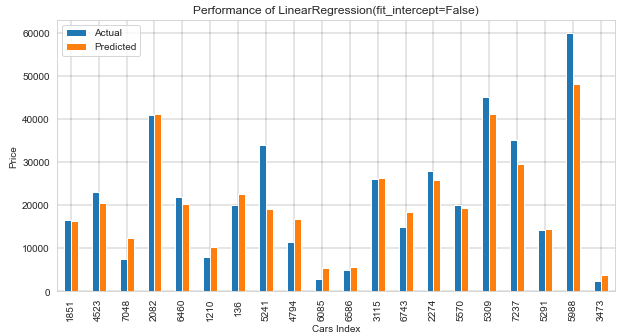 Performance of LinearRegression(fit_intercept=False)
Actual
Predicted
Price
60000
50000
40000
30000
20000
10000
0
1851 4523 7048 2082 6460 1210 136 5241 4794 6085 6586 3115 6743 2274 5570 5309 7237 5291 5988 3473
Cars Index